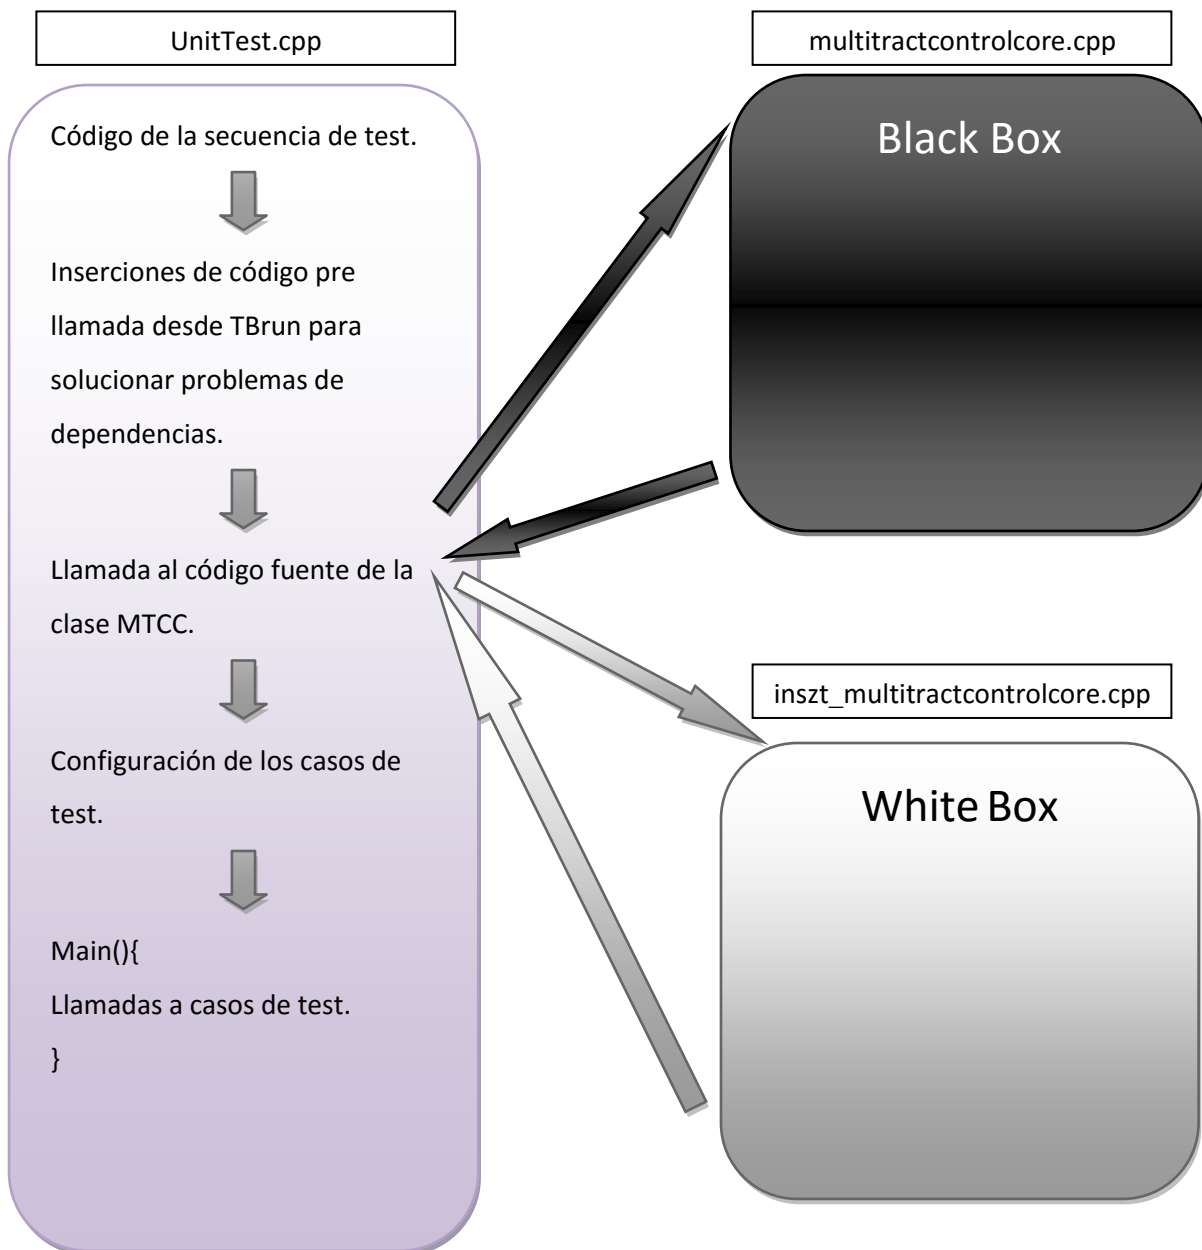 UnitTest.cpp
Código de la secuencia de test.
Inserciones de código pre
llamada desde TBrun para
solucionar problemas de
dependencias.
Llamada al código fuente de la
clase MTCC.
Configuración de los casos de
test.
Main(){
Llamadas a casos de test.
}
multitractcontrolcore.cpp
Black Box
inszt_multitractcontrolcore.cpp
White Box